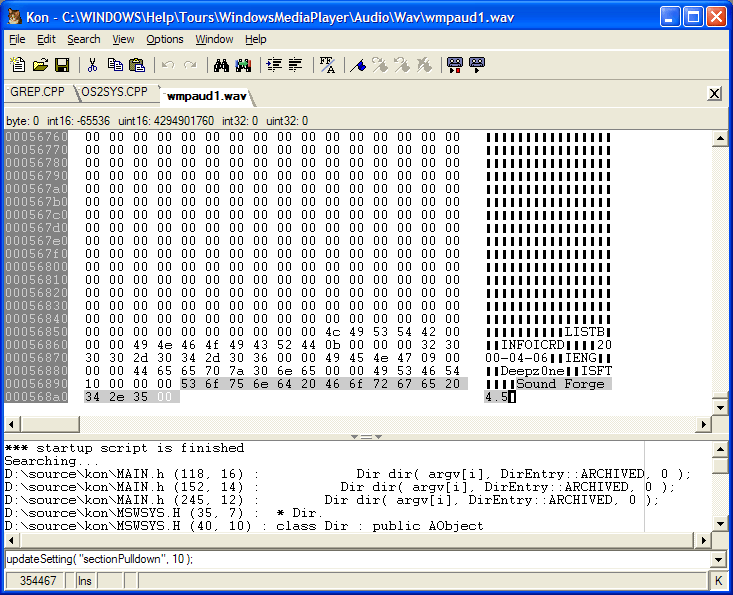 Kon - C:\WINDOWS\Help\Tours\WindowsMediaPlayer\Audio\Wav\wmpaud1.wav
File Edit Search View Options Window Help
GREP.CPP OS2SYS.CPP wmpaud1.wav
byte: 0 int16: -65536 uint16: 4294901760 int32: 0 uint32: 0
00056760 00 00 00 00 00 00 00 00 00 00 00 00 00 00 00 00
00056770 00 00 00 00 00 00 00 00 00 00 00 00 00 00 00 00
00056780 00 00 00 00 00 00 00 00 00 00 00 00 00 00 00 00
00056790 00 00 00 00 00 00 00 00 00 00 00 00 00 00 00 00
000567a0 00 00 00 00 00 00 00 00 00 00 00 00 00 00 00 00
000567b0 00 00 00 00 00 00 00 00 00 00 00 00 00 00 00 00
000567c0 00 00 00 00 00 00 00 00 00 00 00 00 00 00 00 00
000567d0 00 00 00 00 00 00 00 00 00 00 00 00 00 00 00 00
000567e0 00 00 00 00 00 00 00 00 00 00 00 00 00 00 00 00
000567f0 00 00 00 00 00 00 00 00 00 00 00 00 00 00 00 00
00056800 00 00 00 00 00 00 00 00 00 00 00 00 00 00 00 00
00056810 00 00 00 00 00 00 00 00 00 00 00 00 00 00 00 00
00056820 00 00 00 00 00 00 00 00 00 00 00 00 00 00 00 00
00056830 00 00 00 00 00 00 00 00 00 00 00 00 00 00 00 00
00056840 00 00 00 00 00 00 00 00 00 00 00 00 00 00 00 00
00056850 00 00 00 00 00 00 00 00 00 00 4c 49 53 54 42 00 LISTB
00056860 00 00 49 4e 46 4f 49 43 52 44 0b 00 00 00 32 30 INFOICRD 20
00056870 30 30 2d 30 34 2d 30 36 00 00 49 45 4e 47 09 00 00-04-06 IENG
00056880 00 00 44 65 65 70 7a 30 6e 65 00 00 49 53 46 54 Deepz0ne ISFT
00056890 10 00 00 00 53 6f 75 6e 64 20 46 6f 72 67 65 20 Sound Forge
000568a0 34 2e 35 00 4.5
*** startup script is finished
Searching...
D:\source\kon\MAIN.h (118, 16) : Dir dir( argv[i], DirEntry::ARCHIVED, 0 );
D:\source\kon\MAIN.h (152, 14) : Dir dir( argv[i], DirEntry::ARCHIVED, 0 );
D:\source\kon\MAIN.h (245, 12) : Dir dir( argv[i], DirEntry::ARCHIVED, 0 );
D:\source\kon\MSWSYS.H (35, 7) : * Dir.
D:\source\kon\MSWSYS.H (40, 10) : class Dir : public AObject
updateSetting( "sectionPulldown", 10 );
354467 Ins K